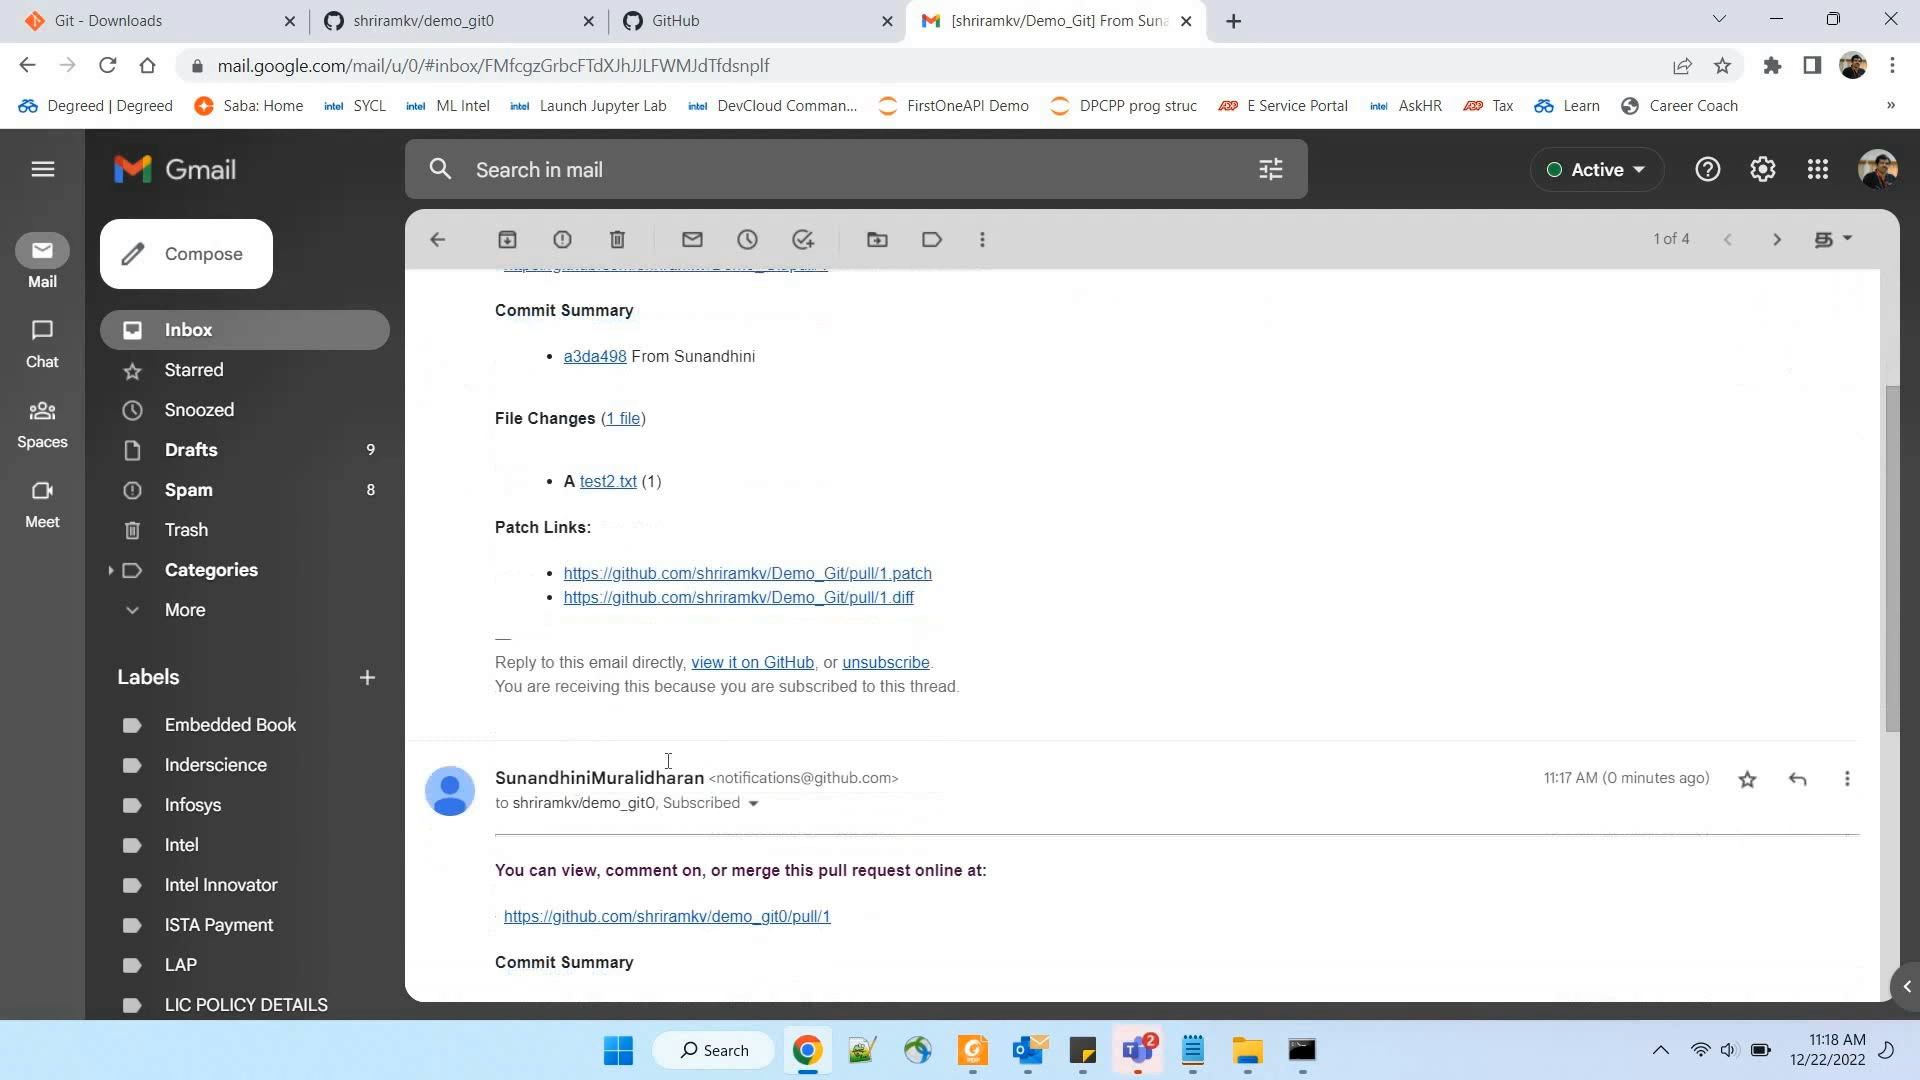 Git - Downloads
shriramkv/demo_git0
GitHub
[shriramkv/Demo_Git] From Suna
mail.google.com/mail/u/0/#inbox/FMfcgzGrbcFTdXJhJJLFWMJdTfdsnplf
Degreed | Degreed
Saba: Home
intel SYCL
intel ML Intel
intel Launch Jupyter Lab
intel DevCloud Comman...
FirstOneAPI Demo
DPCPP prog struc
E Service Portal
intel AskHR
Tax
Learn
Career Coach
»
Gmail
Search in mail
Active
Compose
Mail
Chat
Spaces
Meet
Inbox
Starred
Snoozed
Drafts 9
Spam 8
Trash
Categories
More
Labels
Embedded Book
Inderscience
Infosys
Intel
Intel Innovator
ISTA Payment
LAP
LIC POLICY DETAILS
1 of 4
Commit Summary
• a3da498 From Sunandhini
File Changes (1 file)
• A test2.txt (1)
Patch Links:
• https://github.com/shriramkv/Demo_Git/pull/1.patch
• https://github.com/shriramkv/Demo_Git/pull/1.diff
—
Reply to this email directly, view it on GitHub, or unsubscribe.
You are receiving this because you are subscribed to this thread.
SunandhiniMuralidharan <notifications@github.com>
11:17 AM (0 minutes ago)
to shriramkv/demo_git0, Subscribed
You can view, comment on, or merge this pull request online at:
https://github.com/shriramkv/demo_git0/pull/1
Commit Summary
Search
2
11:18 AM
12/22/2022